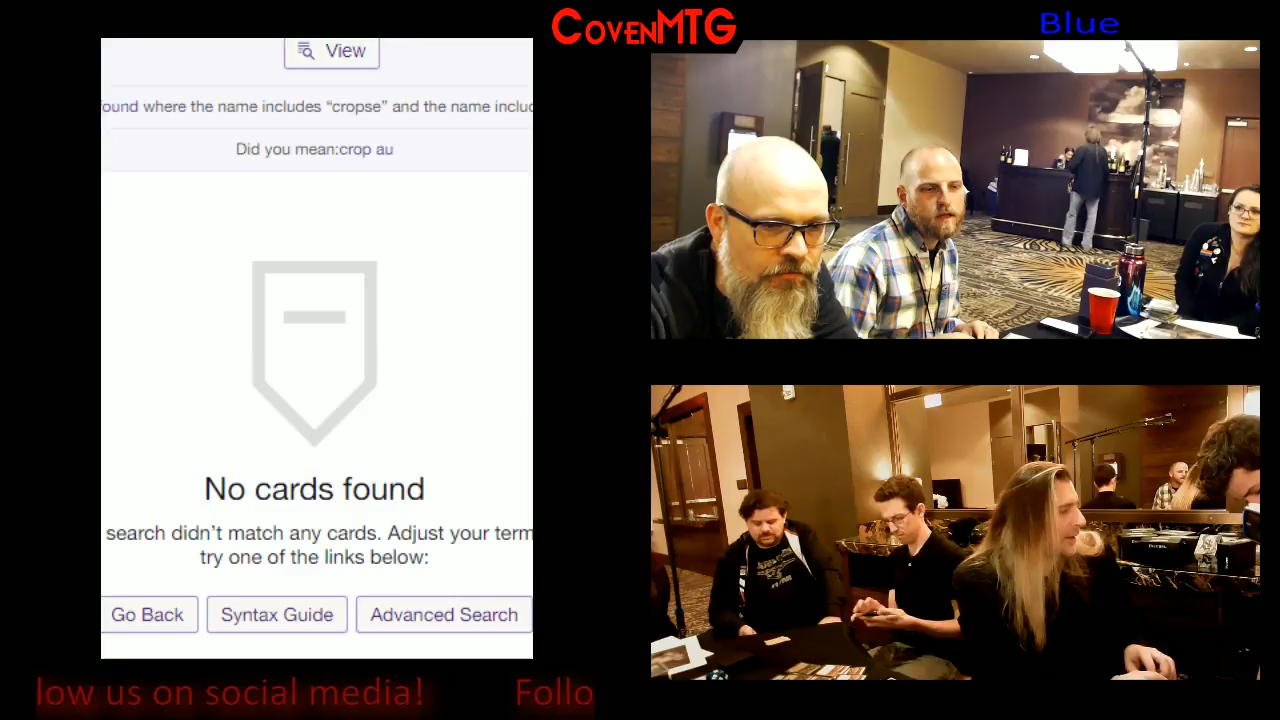 COVENMTG
Blue
View
found where the name includes “cropse” and the name includ
Did you mean:crop au
No cards found
search didn’t match any cards. Adjust your term
try one of the links below:
Go Back
Syntax Guide
Advanced Search
low us on social media! Follo